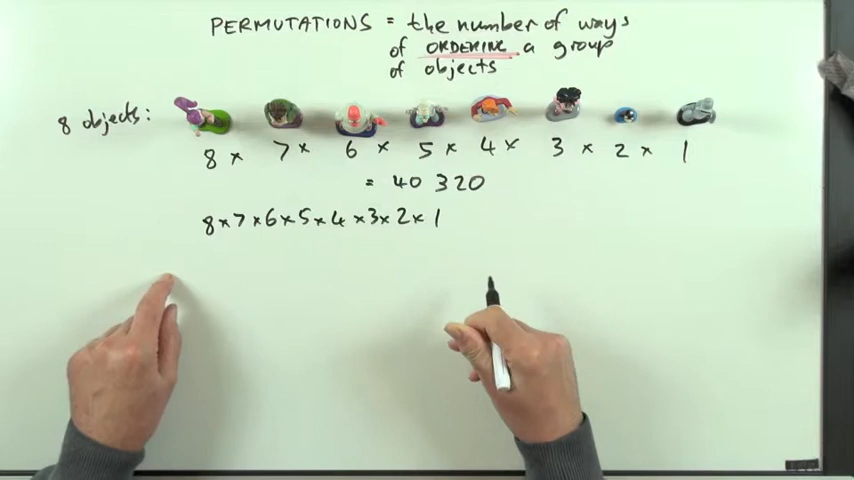 PERMUTATIONS = the number of ways
of ORDERING a group
of objects
8 objects:
8 × 7 × 6 × 5 × 4 × 3 × 2 × 1
= 40 320
8×7×6×5×4×3×2×1